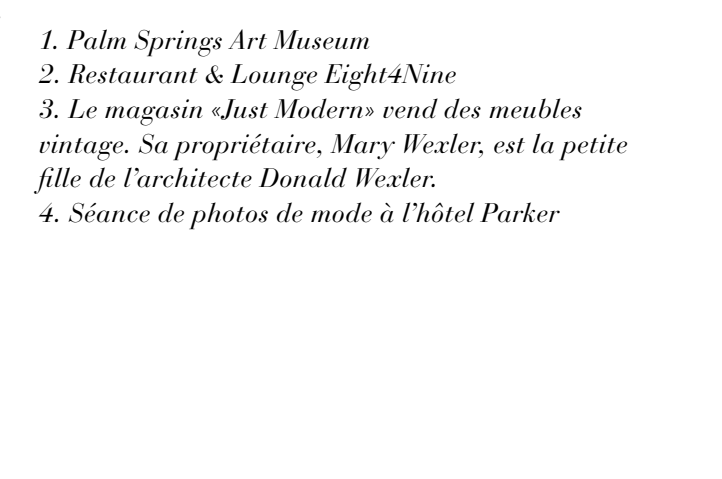 1. Palm Springs Art Museum
2. Restaurant & Lounge Eight4Nine
3. Le magasin «Just Modern» vend des meubles
vintage. Sa propriétaire, Mary Wexler, est la petite
fille de l’architecte Donald Wexler.
4. Séance de photos de mode à l’hôtel Parker